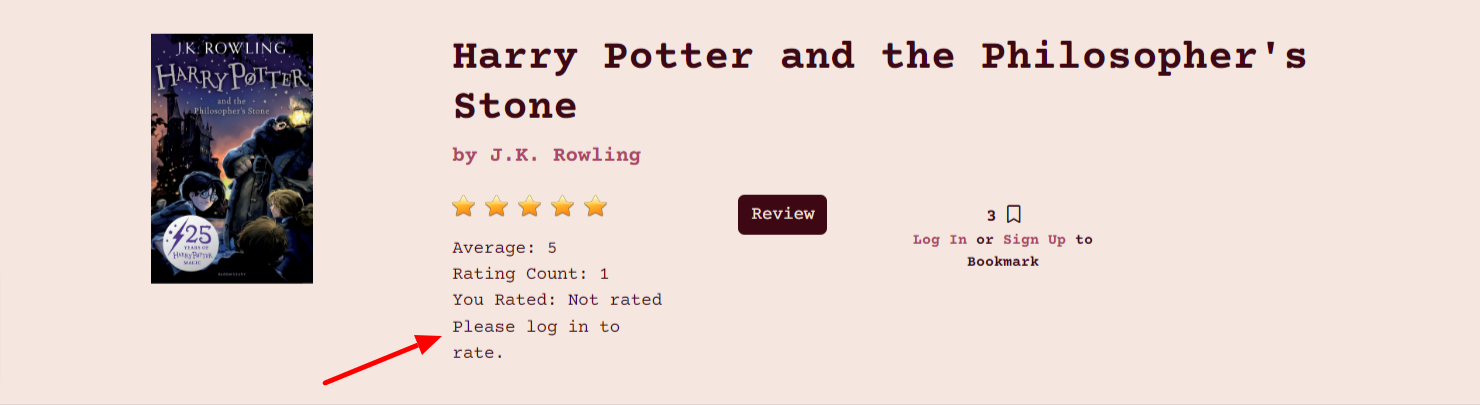 J.K. ROWLING
HARRY POTTER
and the
Philosopher's Stone
25
YEARS OF
HARRY POTTER
MAGIC
BLOOMSBURY
Harry Potter and the Philosopher's
Stone
by J.K. Rowling
Review
3
Log In or Sign Up to
Bookmark
Average: 5
Rating Count: 1
You Rated: Not rated
Please log in to
rate.